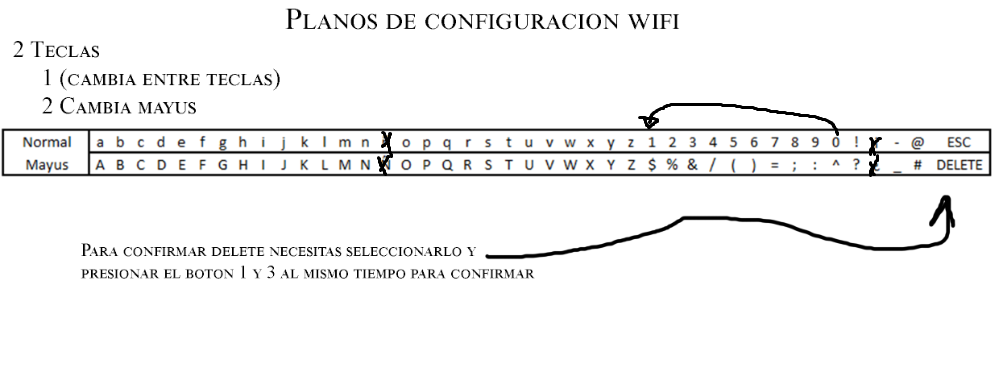 PLANOS DE CONFIGURACION WIFI
2 TECLAS
1 (CAMBIA ENTRE TECLAS)
2 CAMBIA MAYUS
Normal a b c d e f g h i j k l m n o p q r s t u v w x y z 1 2 3 4 5 6 7 8 9 0 ! - @ ESC
Mayus A B C D E F G H I J K L M N O P Q R S T U V W X Y Z $ % & / ( ) = ; : ^ ? _ # DELETE
PARA CONFIRMAR DELETE NECESITAS SELECCIONARLO Y
PRESIONAR EL BOTON 1 Y 3 AL MISMO TIEMPO PARA CONFIRMAR